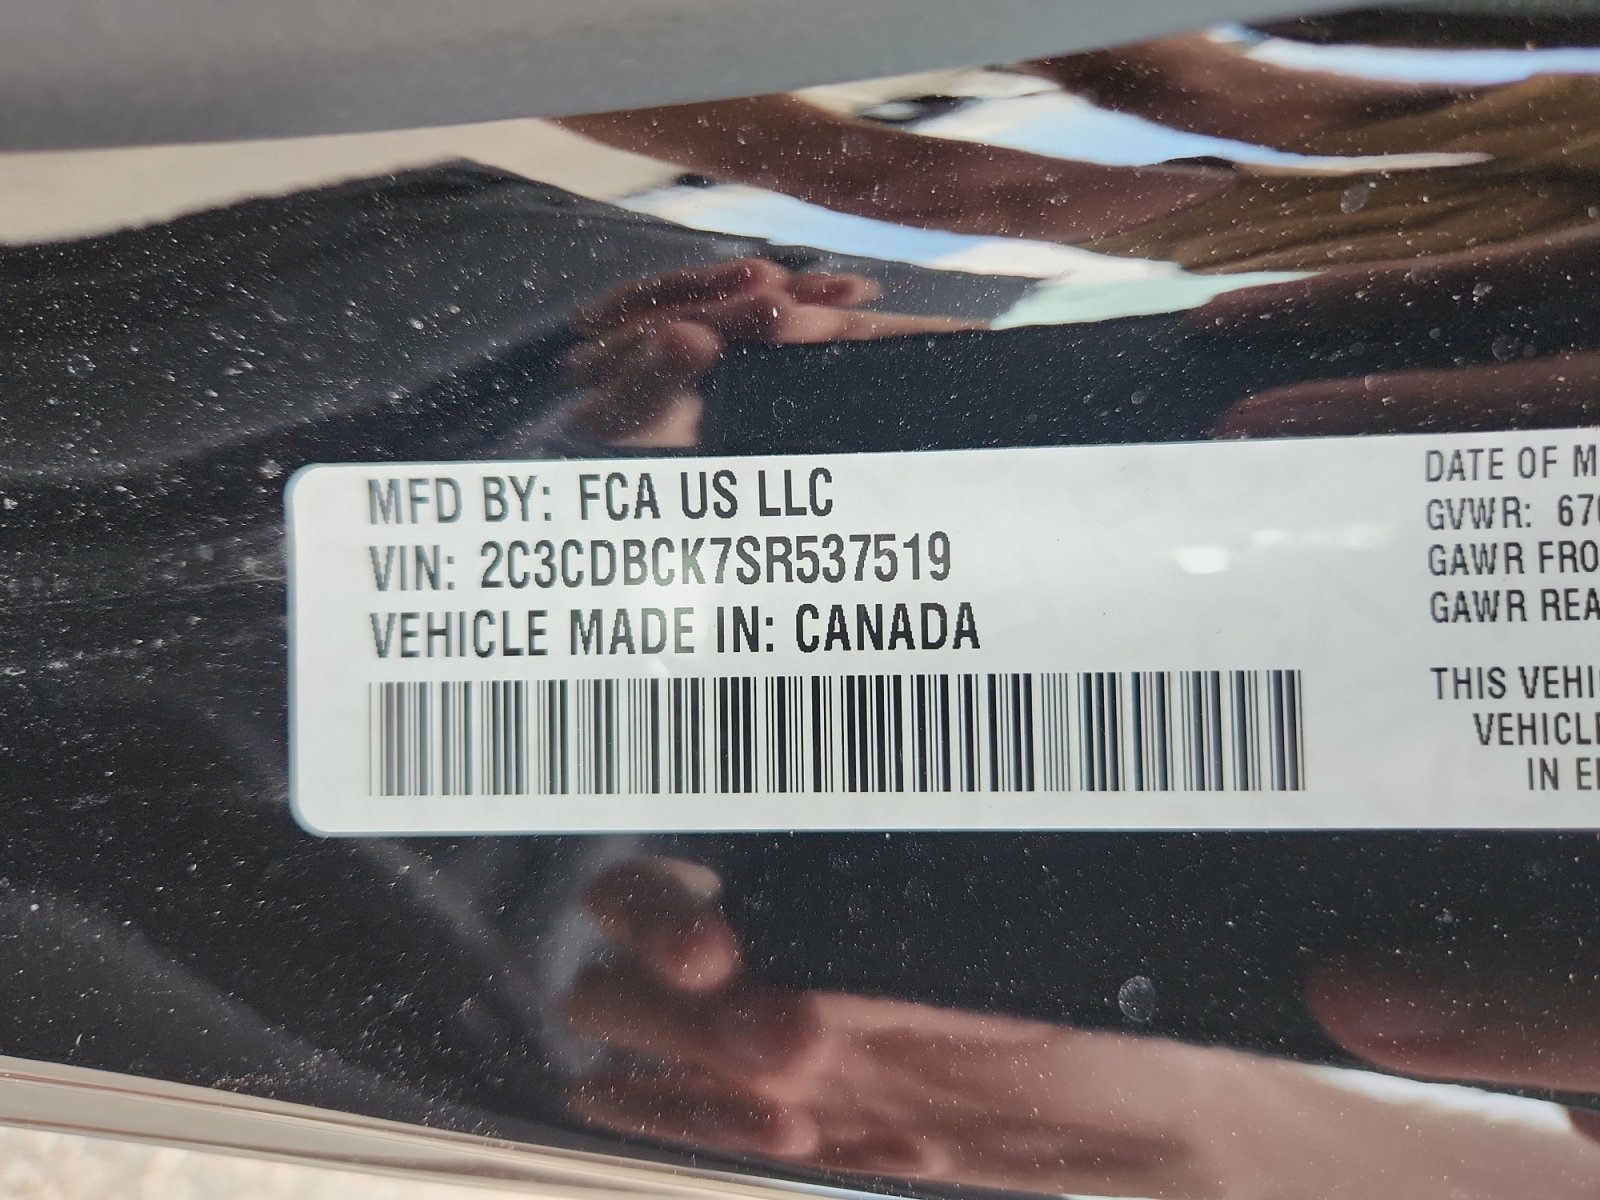 MFD BY: FCA US LLC
VIN: 2C3CDBCK7SR537519
VEHICLE MADE IN: CANADA
DATE OF M
GVWR: 67
GAWR FRO
GAWR REA
THIS VEHI
VEHICLE
IN E